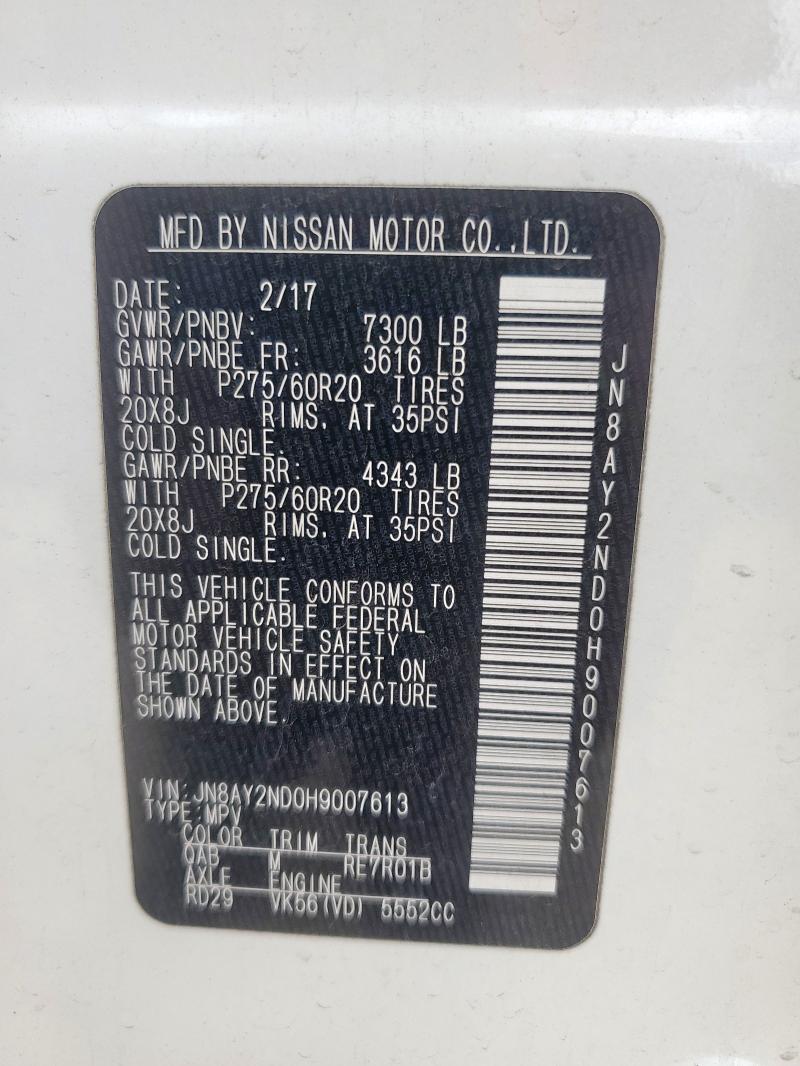 MFD BY NISSAN MOTOR CO.,LTD.
DATE: 2/17
GVWR/PNBV: 7300 LB
GAWR/PNBE FR: 3616 LB
WITH P275/60R20 TIRES
20X8J RIMS. AT 35PSI
COLD SINGLE.
GAWR/PNBE RR: 4343 LB
WITH P275/60R20 TIRES
20X8J RIMS. AT 35PSI
COLD SINGLE.
THIS VEHICLE CONFORMS TO
ALL APPLICABLE FEDERAL
MOTOR VEHICLE SAFETY
STANDARDS IN EFFECT ON
THE DATE OF MANUFACTURE
SHOWN ABOVE.
VIN: JN8AY2ND0H9007613
TYPE:MPV
COLOR TRIM TRANS
QAB M RE7R01B
AXLE ENGINE
RD29 VK56(VD) 5552CC
JN8AY2ND0H9007613